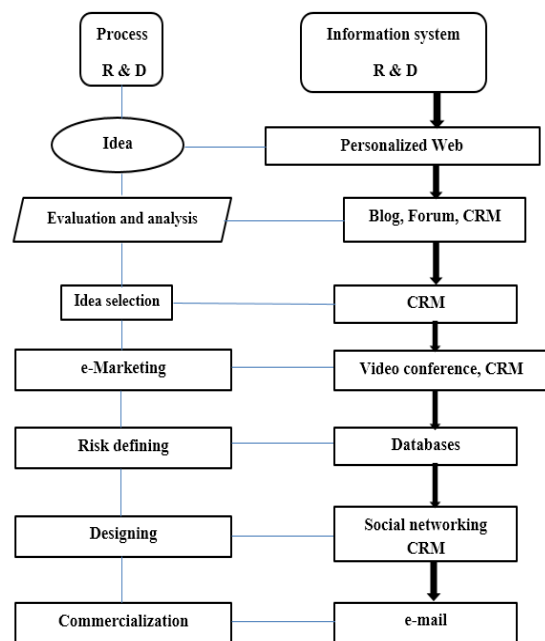 Process
R & D
Information system
R & D
Idea
Personalized Web
Evaluation and analysis
Blog, Forum, CRM
Idea selection
CRM
e-Marketing
Video conference, CRM
Risk defining
Databases
Designing
Social networking
CRM
Commercialization
e-mail